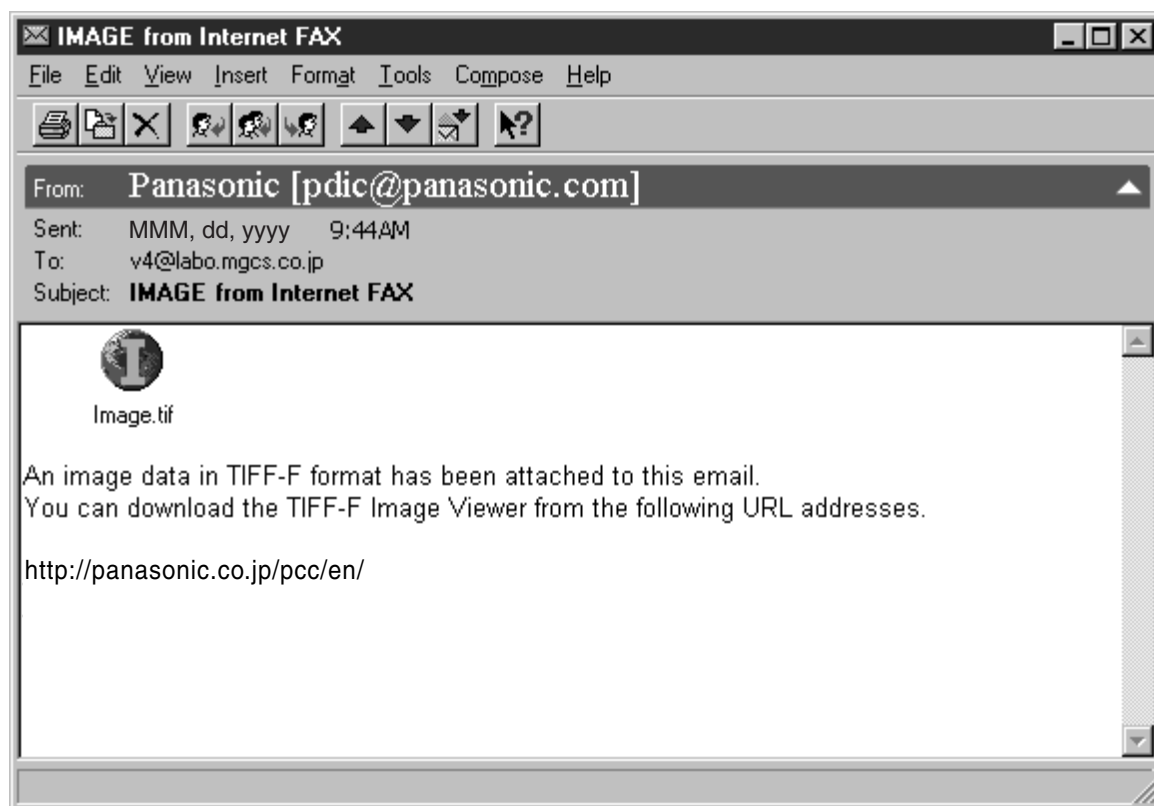 IMAGE from Internet FAX
File Edit View Insert Format Tools Compose Help
From: Panasonic [pdic@panasonic.com]
Sent: MMM, dd, yyyy 9:44AM
To: v4@labo.mgcs.co.jp
Subject: IMAGE from Internet FAX
Image.tif
An image data in TIFF-F format has been attached to this email.
You can download the TIFF-F Image Viewer from the following URL addresses.
http://panasonic.co.jp/pcc/en/